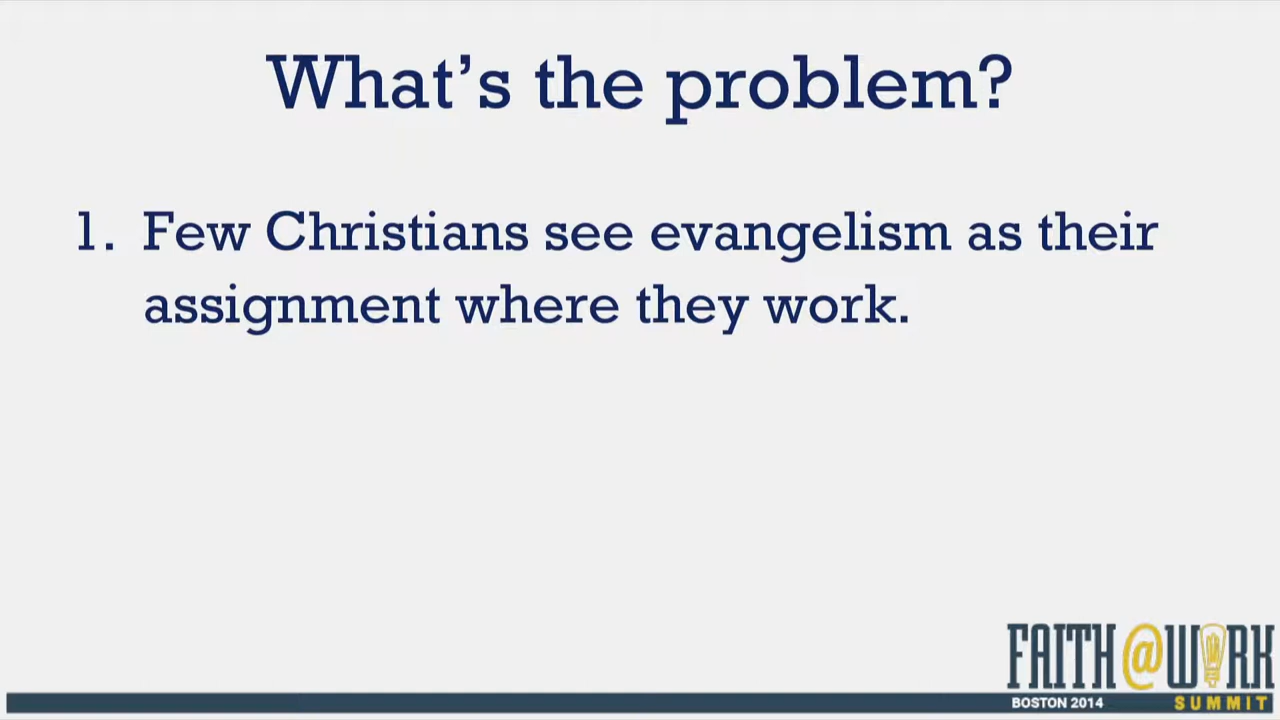 What's the problem?
1. Few Christians see evangelism as their
assignment where they work.
FAITH@WORK
BOSTON 2014 SUMMIT